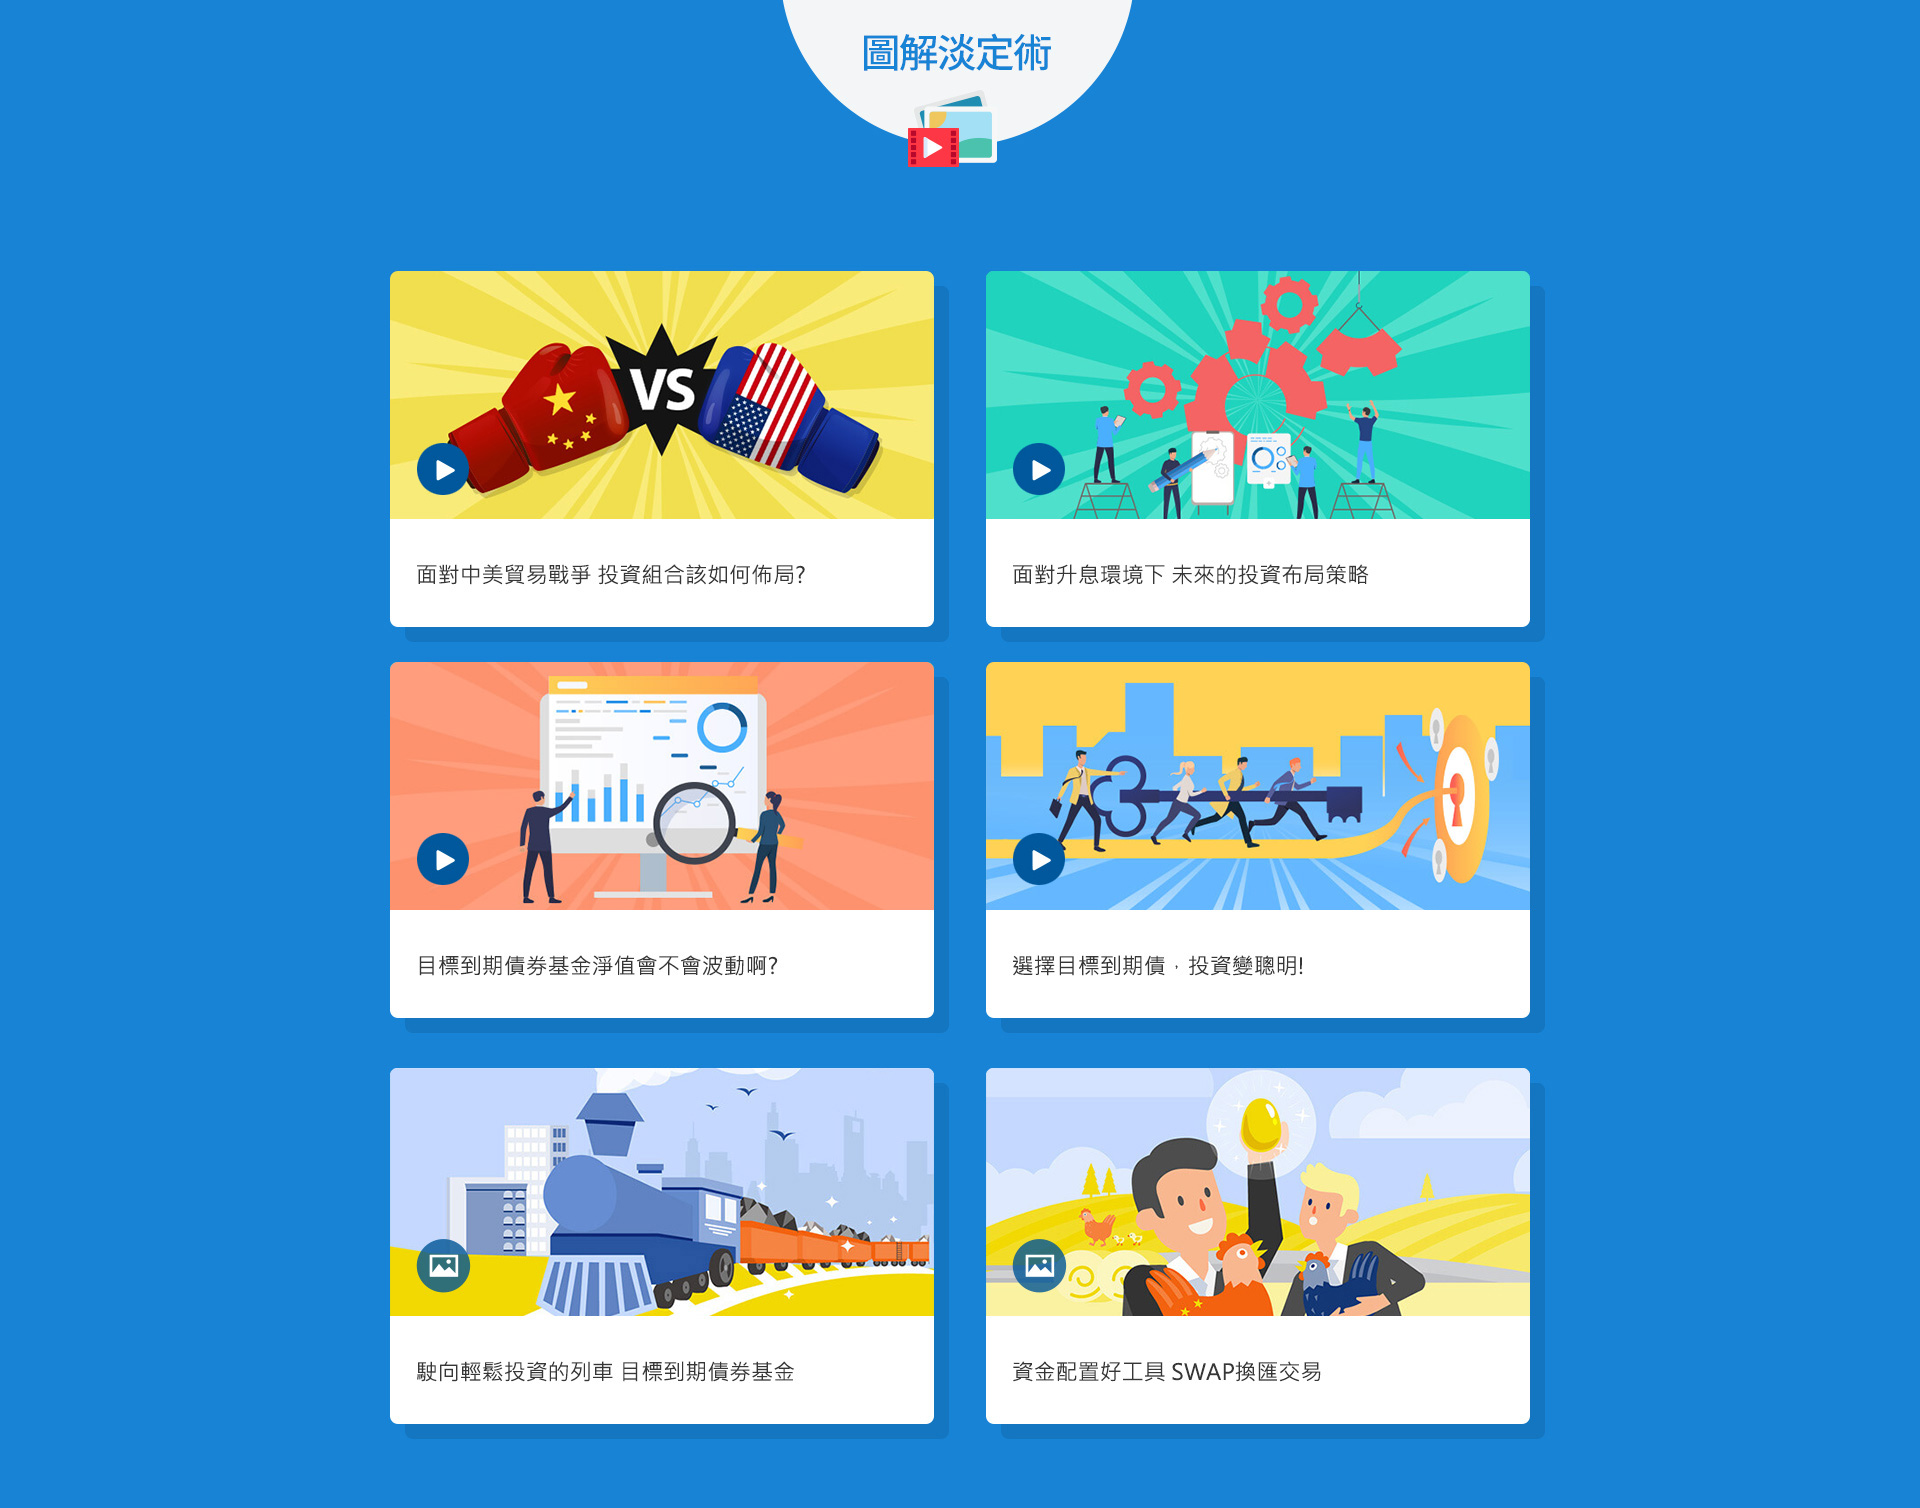 圖解淡定術
VS
面對中美貿易戰爭 投資組合該如何佈局?
面對升息環境下 未來的投資布局策略
目標到期債券基金淨值會不會波動啊?
選擇目標到期債，投資變聰明!
駛向輕鬆投資的列車 目標到期債券基金
資金配置好工具 SWAP換匯交易